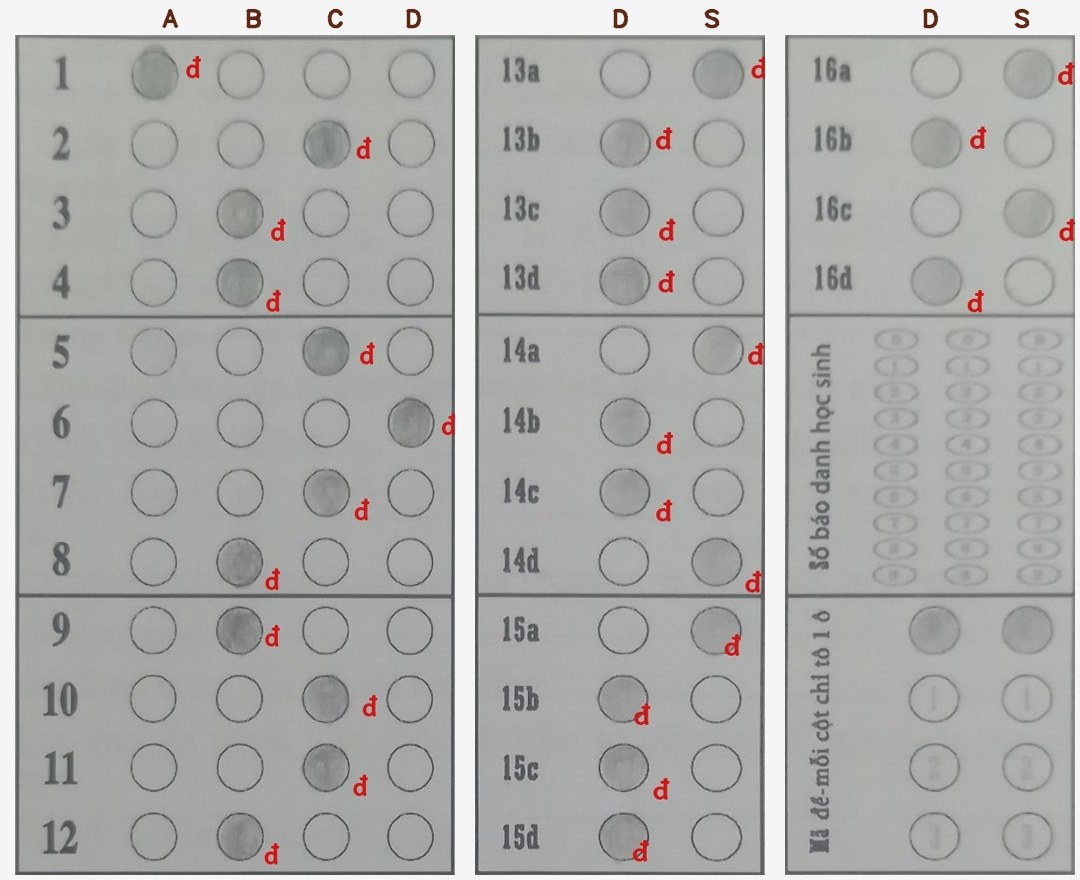 A B C D
1 đ
2 đ
3 đ
4 đ
5 đ
6 đ
7 đ
8 đ
9 đ
10 đ
11 đ
12 đ
D S
13a đ
13b đ
13c đ
13d đ
14a đ
14b đ
14c đ
14d đ
15a đ
15b đ
15c đ
15d đ
D S
16a đ
16b đ
16c đ
16d đ
Số báo danh học sinh
Mã đề-mỗi cột chỉ tô 1 ô
1 1
2 2
3 3